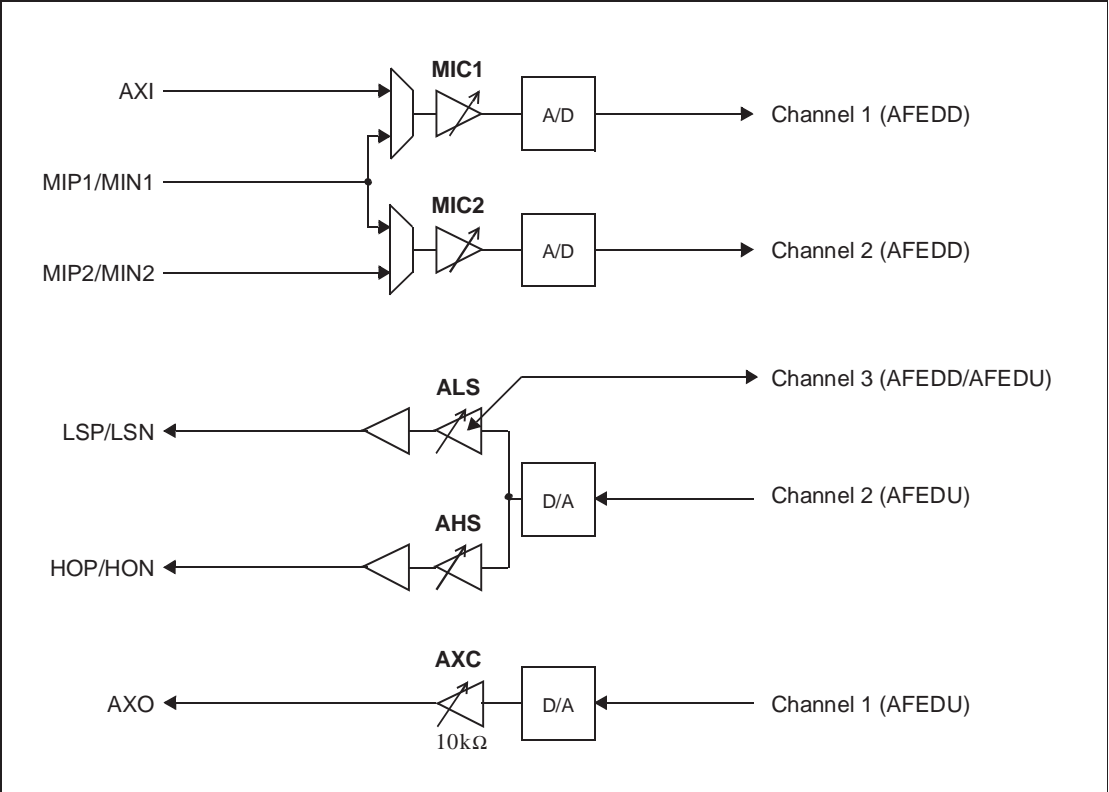 MIC1
AXI
A/D
Channel 1 (AFEDD)
MIP1/MIN1
MIC2
A/D
Channel 2 (AFEDD)
MIP2/MIN2
Channel 3 (AFEDD/AFEDU)
ALS
LSP/LSN
D/A
Channel 2 (AFEDU)
AHS
HOP/HON
AXC
AXO
D/A
Channel 1 (AFEDU)
10kΩ